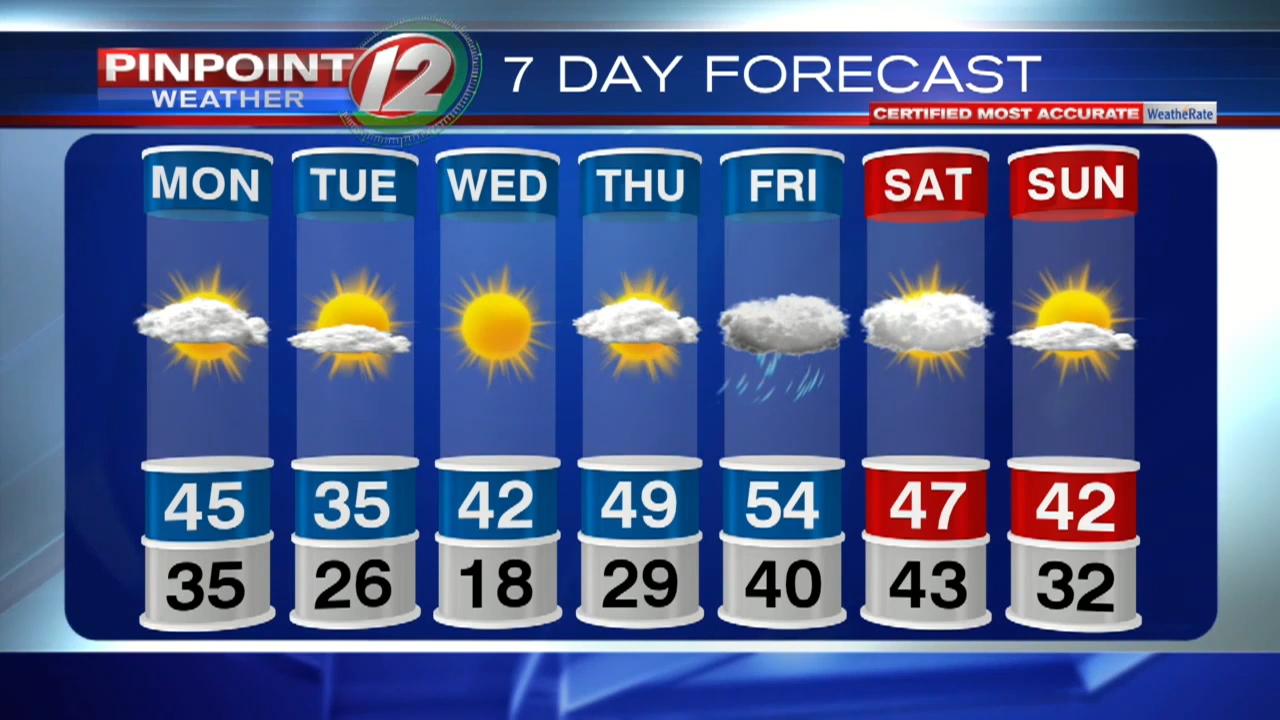 PINPOINT 12
WEATHER
7 DAY FORECAST
CERTIFIED MOST ACCURATE WeatheRate
MON TUE WED THU FRI SAT SUN
45 35 42 49 54 47 42
35 26 18 29 40 43 32